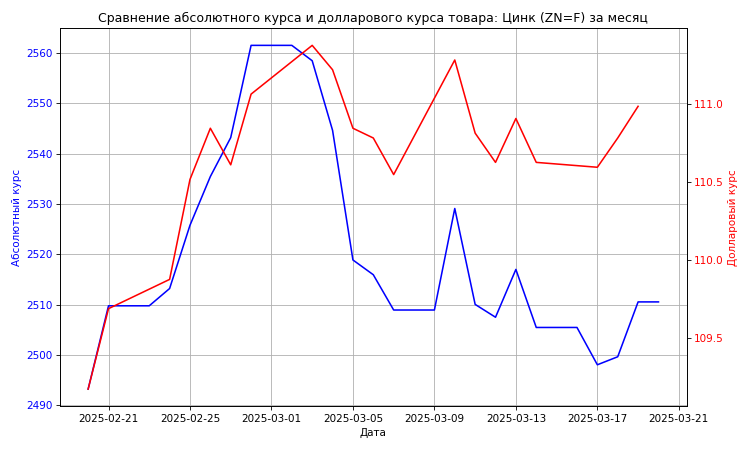 Сравнение абсолютного курса и долларового курса товара: Цинк (ZN=F) за месяц
Абсолютный курс
2560
2550
2540
2530
2520
2510
2500
2490
111.0
110.5
110.0
109.5
Долларовый курс
2025-02-21 2025-02-25 2025-03-01 2025-03-05 2025-03-09 2025-03-13 2025-03-17 2025-03-21
Дата